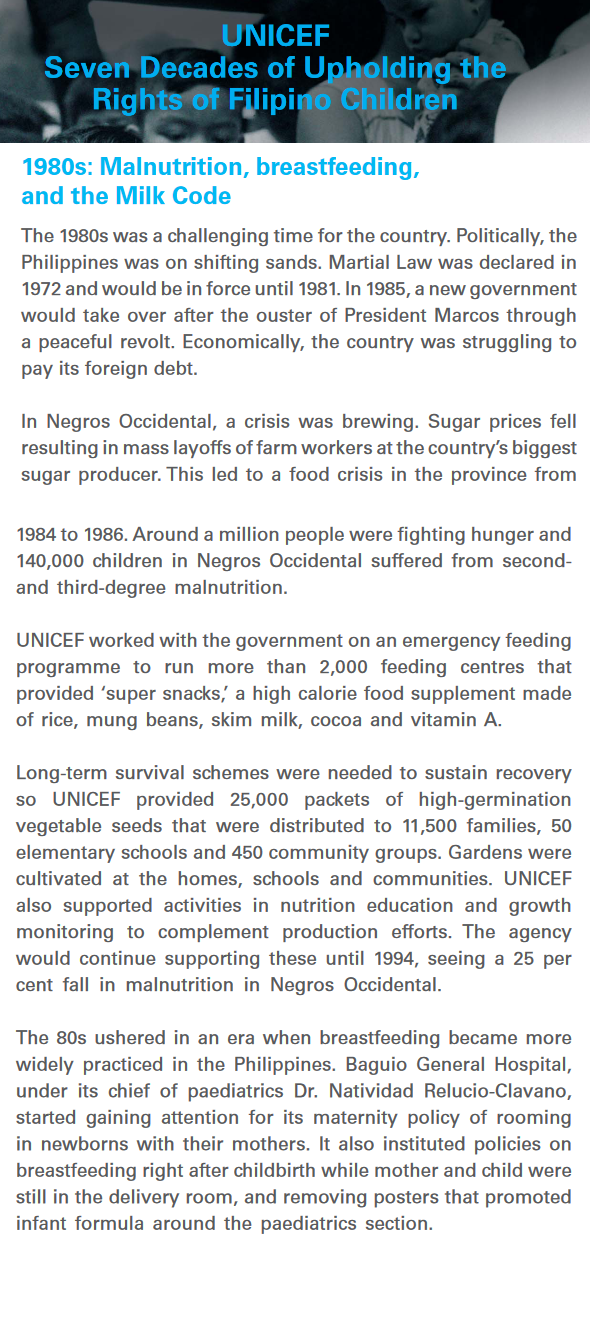 UNICEF
Seven Decades of Upholding the
Rights of Filipino Children
1980s: Malnutrition, breastfeeding,
and the Milk Code
The 1980s was a challenging time for the country. Politically, the
Philippines was on shifting sands. Martial Law was declared in
1972 and would be in force until 1981. In 1985, a new government
would take over after the ouster of President Marcos through
a peaceful revolt. Economically, the country was struggling to
pay its foreign debt.
In Negros Occidental, a crisis was brewing. Sugar prices fell
resulting in mass layoffs of farm workers at the country’s biggest
sugar producer. This led to a food crisis in the province from
1984 to 1986. Around a million people were fighting hunger and
140,000 children in Negros Occidental suffered from second-
and third-degree malnutrition.
UNICEF worked with the government on an emergency feeding
programme to run more than 2,000 feeding centres that
provided ‘super snacks,’ a high calorie food supplement made
of rice, mung beans, skim milk, cocoa and vitamin A.
Long-term survival schemes were needed to sustain recovery
so UNICEF provided 25,000 packets of high-germination
vegetable seeds that were distributed to 11,500 families, 50
elementary schools and 450 community groups. Gardens were
cultivated at the homes, schools and communities. UNICEF
also supported activities in nutrition education and growth
monitoring to complement production efforts. The agency
would continue supporting these until 1994, seeing a 25 per
cent fall in malnutrition in Negros Occidental.
The 80s ushered in an era when breastfeeding became more
widely practiced in the Philippines. Baguio General Hospital,
under its chief of paediatrics Dr. Natividad Relucio-Clavano,
started gaining attention for its maternity policy of rooming
in newborns with their mothers. It also instituted policies on
breastfeeding right after childbirth while mother and child were
still in the delivery room, and removing posters that promoted
infant formula around the paediatrics section.